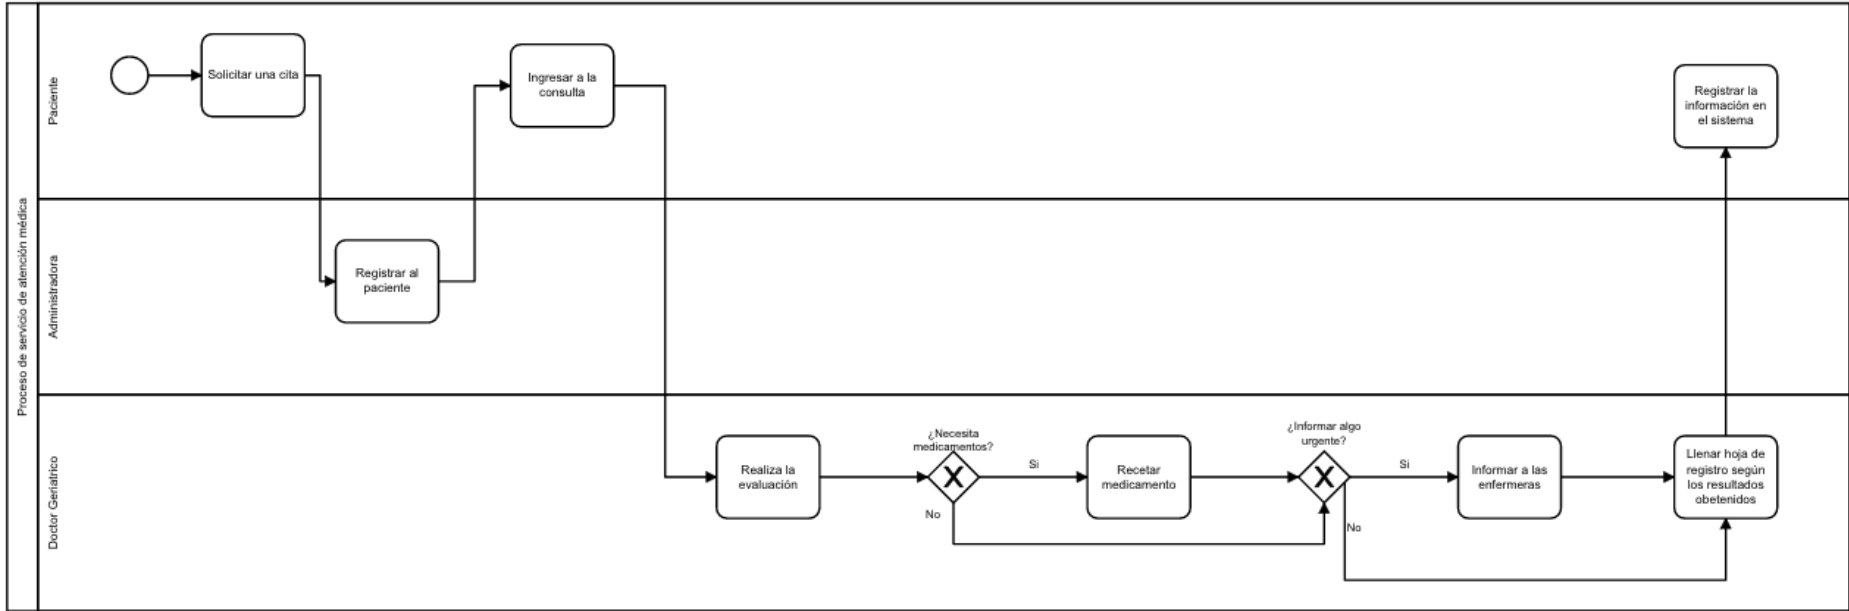 Proceso de servicio de atención médica
Paciente
Solicitar una cita
Ingresar a la
consulta
Registrar la
información en
el sistema
Administradora
Registrar al
paciente
Doctor Geriatrico
Realiza la
evaluación
¿Necesita
medicamentos?
Si
No
Recetar
medicamento
¿Informar algo
urgente?
Si
No
Informar a las
enfermeras
Llenar hoja de
registro según
los resultados
obetenidos